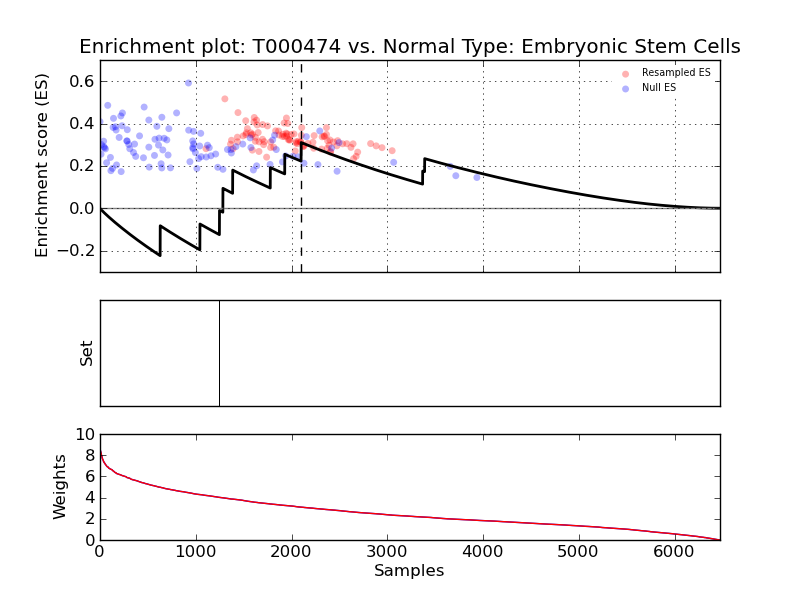 Enrichment plot: T000474 vs. Normal Type: Embryonic Stem Cells
Enrichment score (ES)
0.6
0.4
0.2
0.0
−0.2
Resampled ES
Null ES
Set
Weights
10
8
6
4
2
0
0 1000 2000 3000 4000 5000 6000
Samples